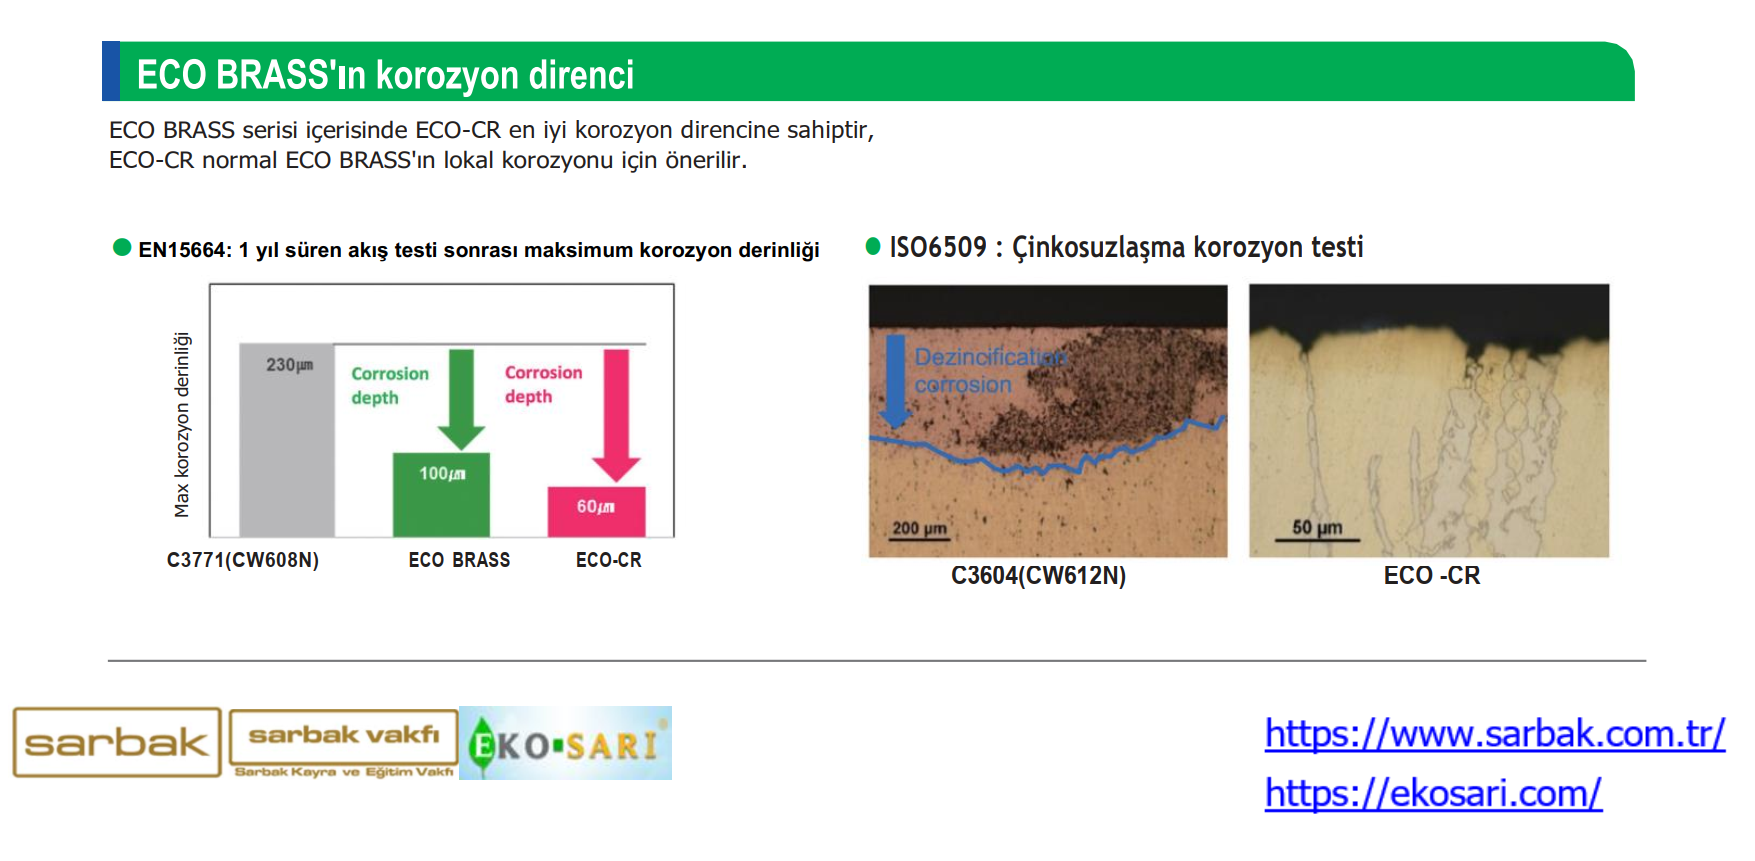 ECO BRASS'ın korozyon direnci
ECO BRASS serisi içerisinde ECO-CR en iyi korozyon direncine sahiptir,
ECO-CR normal ECO BRASS'ın lokal korozyonu için önerilir.
EN15664: 1 yıl süren akış testi sonrası maksimum korozyon derinliği
Max korozyon derinliği
230μm
Corrosion
depth
100μm
Corrosion
depth
60μm
C3771(CW608N)
ECO BRASS
ECO-CR
ISO6509 : Çinkosuzlaşma korozyon testi
Dezincification
corrosion
200 μm
50 μm
C3604(CW612N)
ECO -CR
sarbak
sarbak vakfı
Sarbak Kayra ve Eğitim Vakfı
EKO·SARI®
https://www.sarbak.com.tr/
https://ekosari.com/